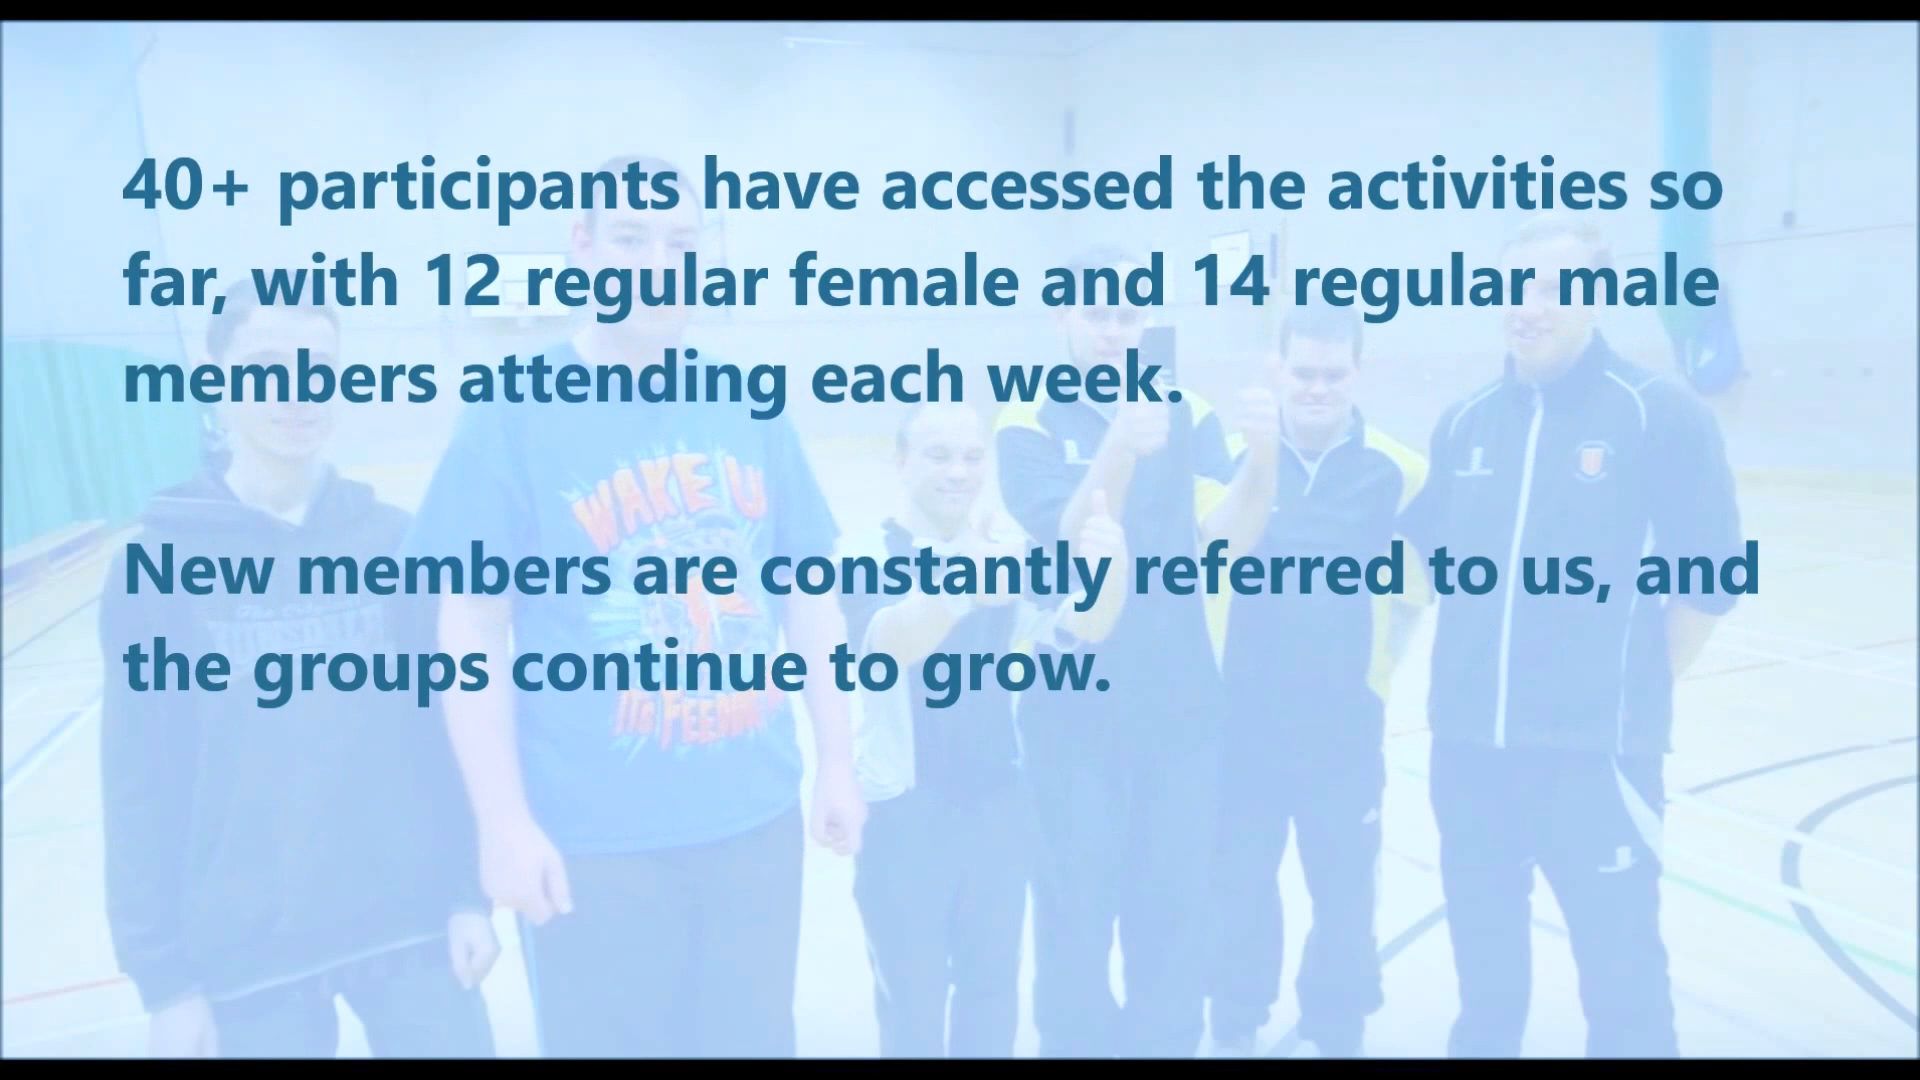 40+ participants have accessed the activities so
far, with 12 regular female and 14 regular male
members attending each week.
New members are constantly referred to us, and
the groups continue to grow.
WAKE U